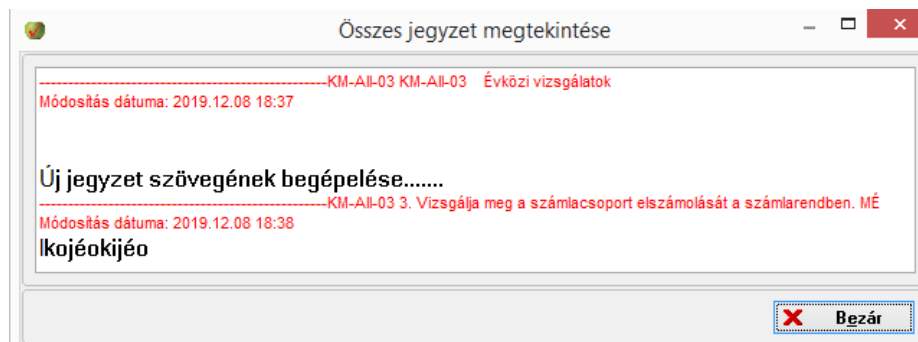 Összes jegyzet megtekintése
--------------------------------------------------KM-All-03 KM-All-03 Évközi vizsgálatok
Módosítás dátuma: 2019.12.08 18:37
Új jegyzet szövegének begépelése.......
--------------------------------------------------KM-All-03 3. Vizsgálja meg a számlacsoport elszámolását a számlarendben. MÉ
Módosítás dátuma: 2019.12.08 18:38
lkojéokijéo
Bezár